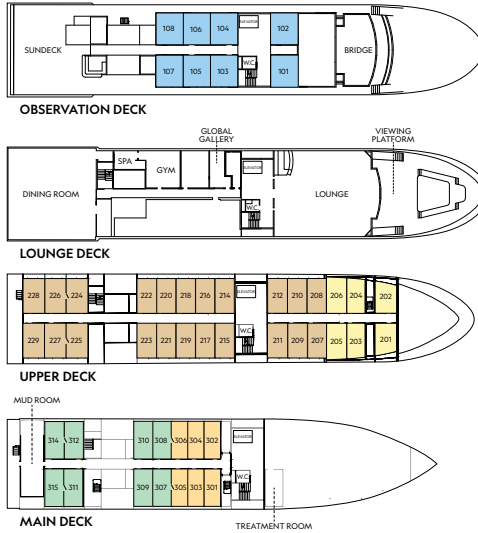 108 106 104 ELEVATOR 102
SUNDECK BRIDGE
W.C.
107 105 103 101
OBSERVATION DECK
GLOBAL
GALLERY
VIEWING
PLATFORM
SPA
GYM
ELEVATOR
DINING ROOM LOUNGE
W.C.
LOUNGE DECK
228 226 224 222 220 218 216 214 ELEVATOR 212 210 208 206 204 202
W.C.
229 227 225 223 221 219 217 215 211 209 207 205 203 201
UPPER DECK
MUD ROOM
314 312 310 308 306 304 302 ELEVATOR
W.C.
315 311 309 307 305 303 301
MAIN DECK
TREATMENT ROOM